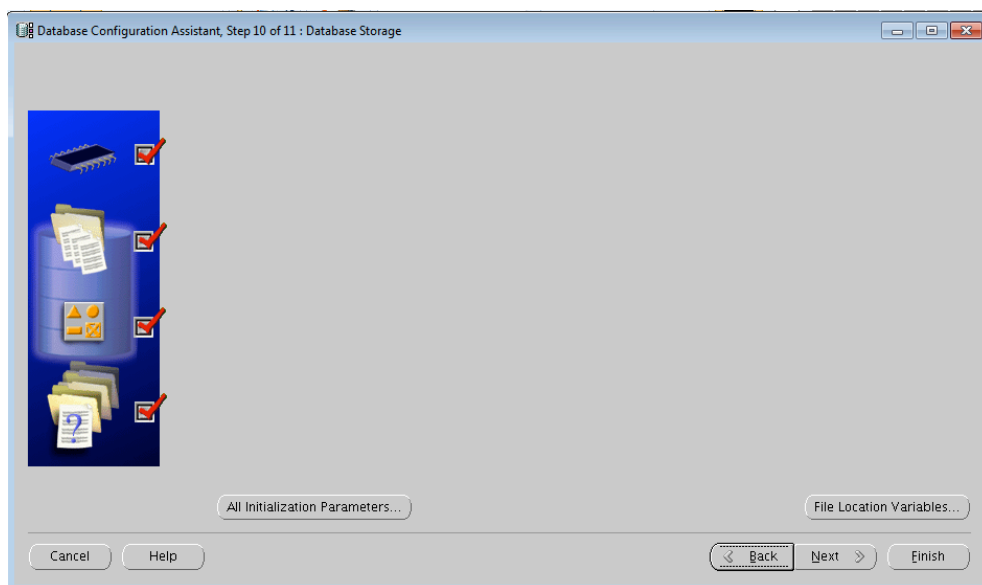 Database Configuration Assistant, Step 10 of 11 : Database Storage
?
All Initialization Parameters...
File Location Variables...
Cancel
Help
Back
Next
Finish